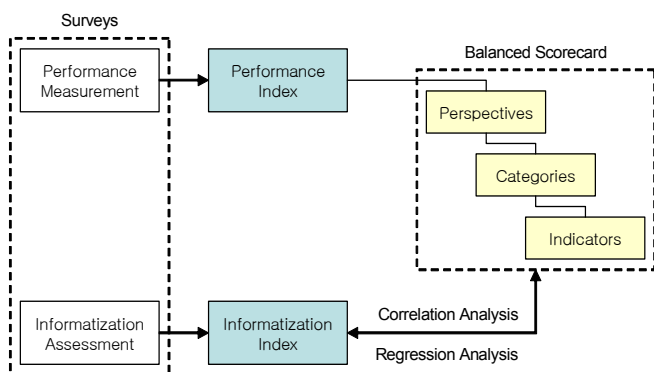 Surveys
Performance
Measurement
Performance
Index
Balanced Scorecard
Perspectives
Categories
Indicators
Informatization
Assessment
Informatization
Index
Correlation Analysis
Regression Analysis